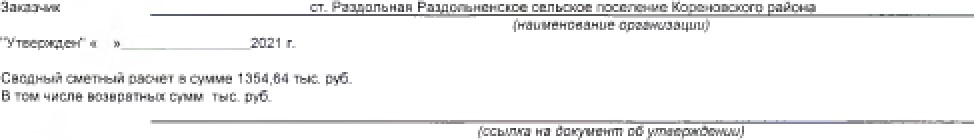 Заказчик ст. Раздольная Раздольненское сельское поселение Кореновского района
(наименование организации)
"Утвержден" « »________________2021 г.
Сводный сметный расчет в сумме 1354,64 тыс. руб.
В том числе возвратных сумм тыс. руб.
(ссылка на документ об утверждении)